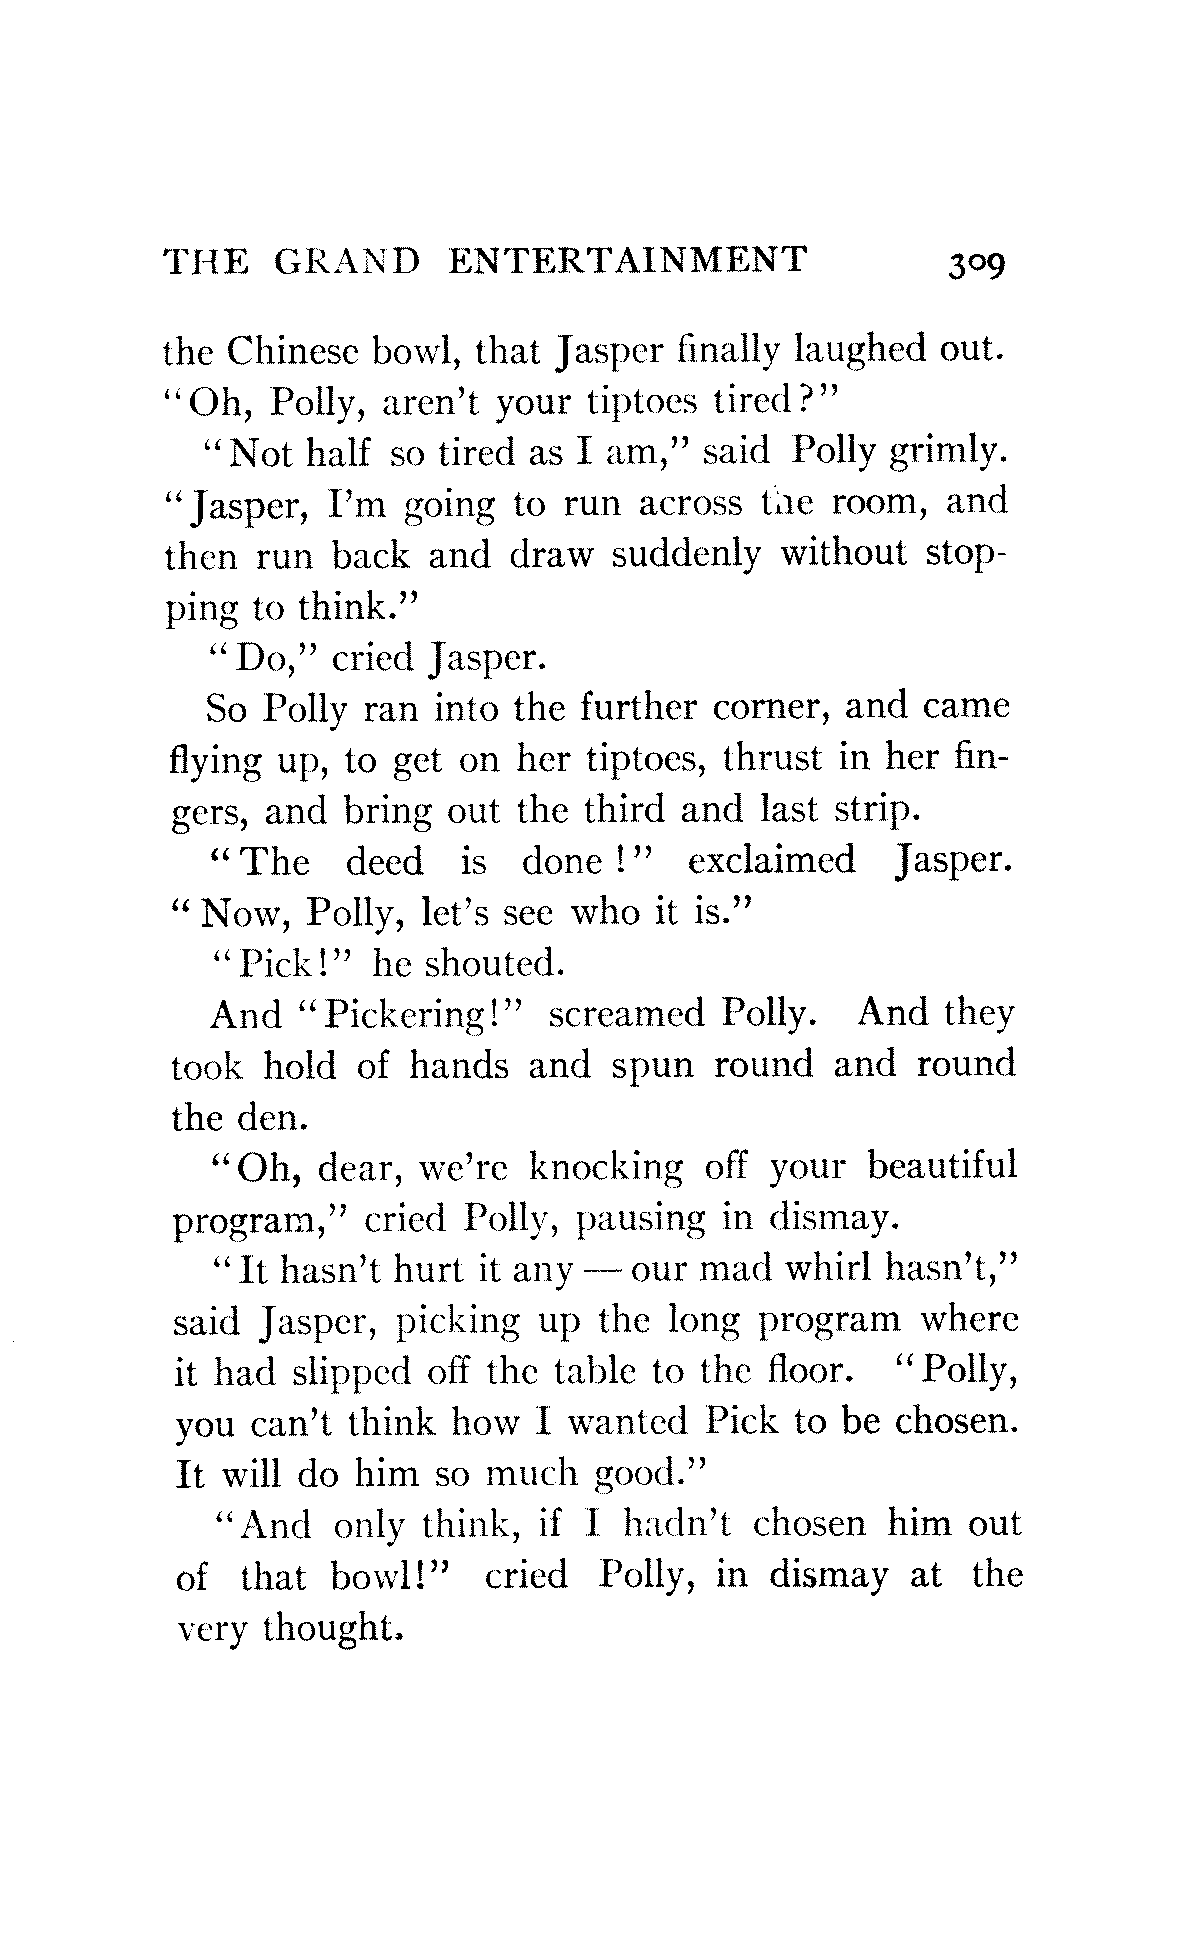 THE GRAND ENTERTAINMENT 309
the Chinese bowl, that Jasper finally laughed out.
"Oh, Polly, aren't your tiptoes tired?"
"Not half so tired as I am," said Polly grimly.
"Jasper, I'm going to run across the room, and
then run back and draw suddenly without stop-
ping to think."
"Do," cried Jasper.
So Polly ran into the further corner, and came
flying up, to get on her tiptoes, thrust in her fin-
gers, and bring out the third and last strip.
"The deed is done!" exclaimed Jasper.
"Now, Polly, let's see who it is."
"Pick!" he shouted.
And "Pickering!" screamed Polly. And they
took hold of hands and spun round and round
the den.
"Oh, dear, we're knocking off your beautiful
program," cried Polly, pausing in dismay.
"It hasn't hurt it any — our mad whirl hasn't,"
said Jasper, picking up the long program where
it had slipped off the table to the floor. "Polly,
you can't think how I wanted Pick to be chosen.
It will do him so much good."
"And only think, if I hadn't chosen him out
of that bowl!" cried Polly, in dismay at the
very thought.